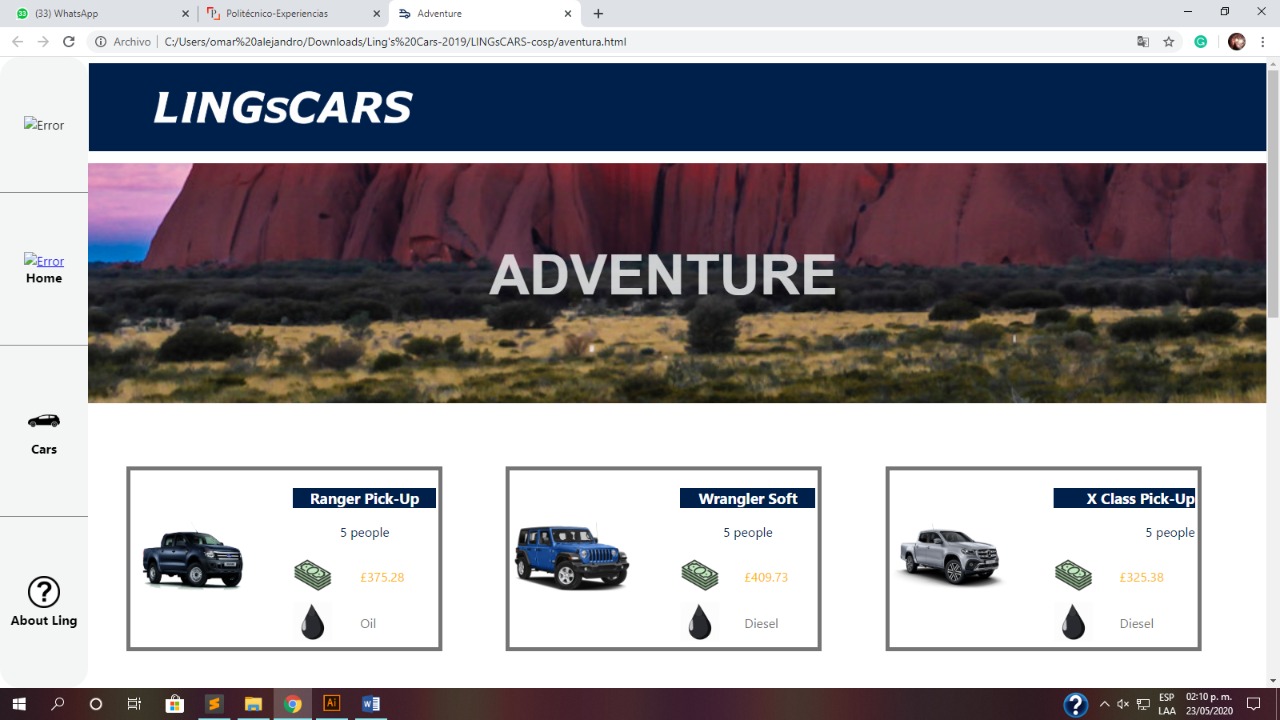 (33) WhatsApp
Politécnico-Experiencias
Adventure
Archivo
C:/Users/omar%20alejandro/Downloads/Ling's%20Cars-2019/LINGsCARS-cosp/aventura.html
Error
Error
Home
Cars
?
About Ling
LINGsCARS
ADVENTURE
Ranger Pick-Up
5 people
£375.28
Oil
Wrangler Soft
5 people
£409.73
Diesel
X Class Pick-Up
5 people
£325.38
Diesel
ESP
LAA
02:10 p. m.
23/05/2020